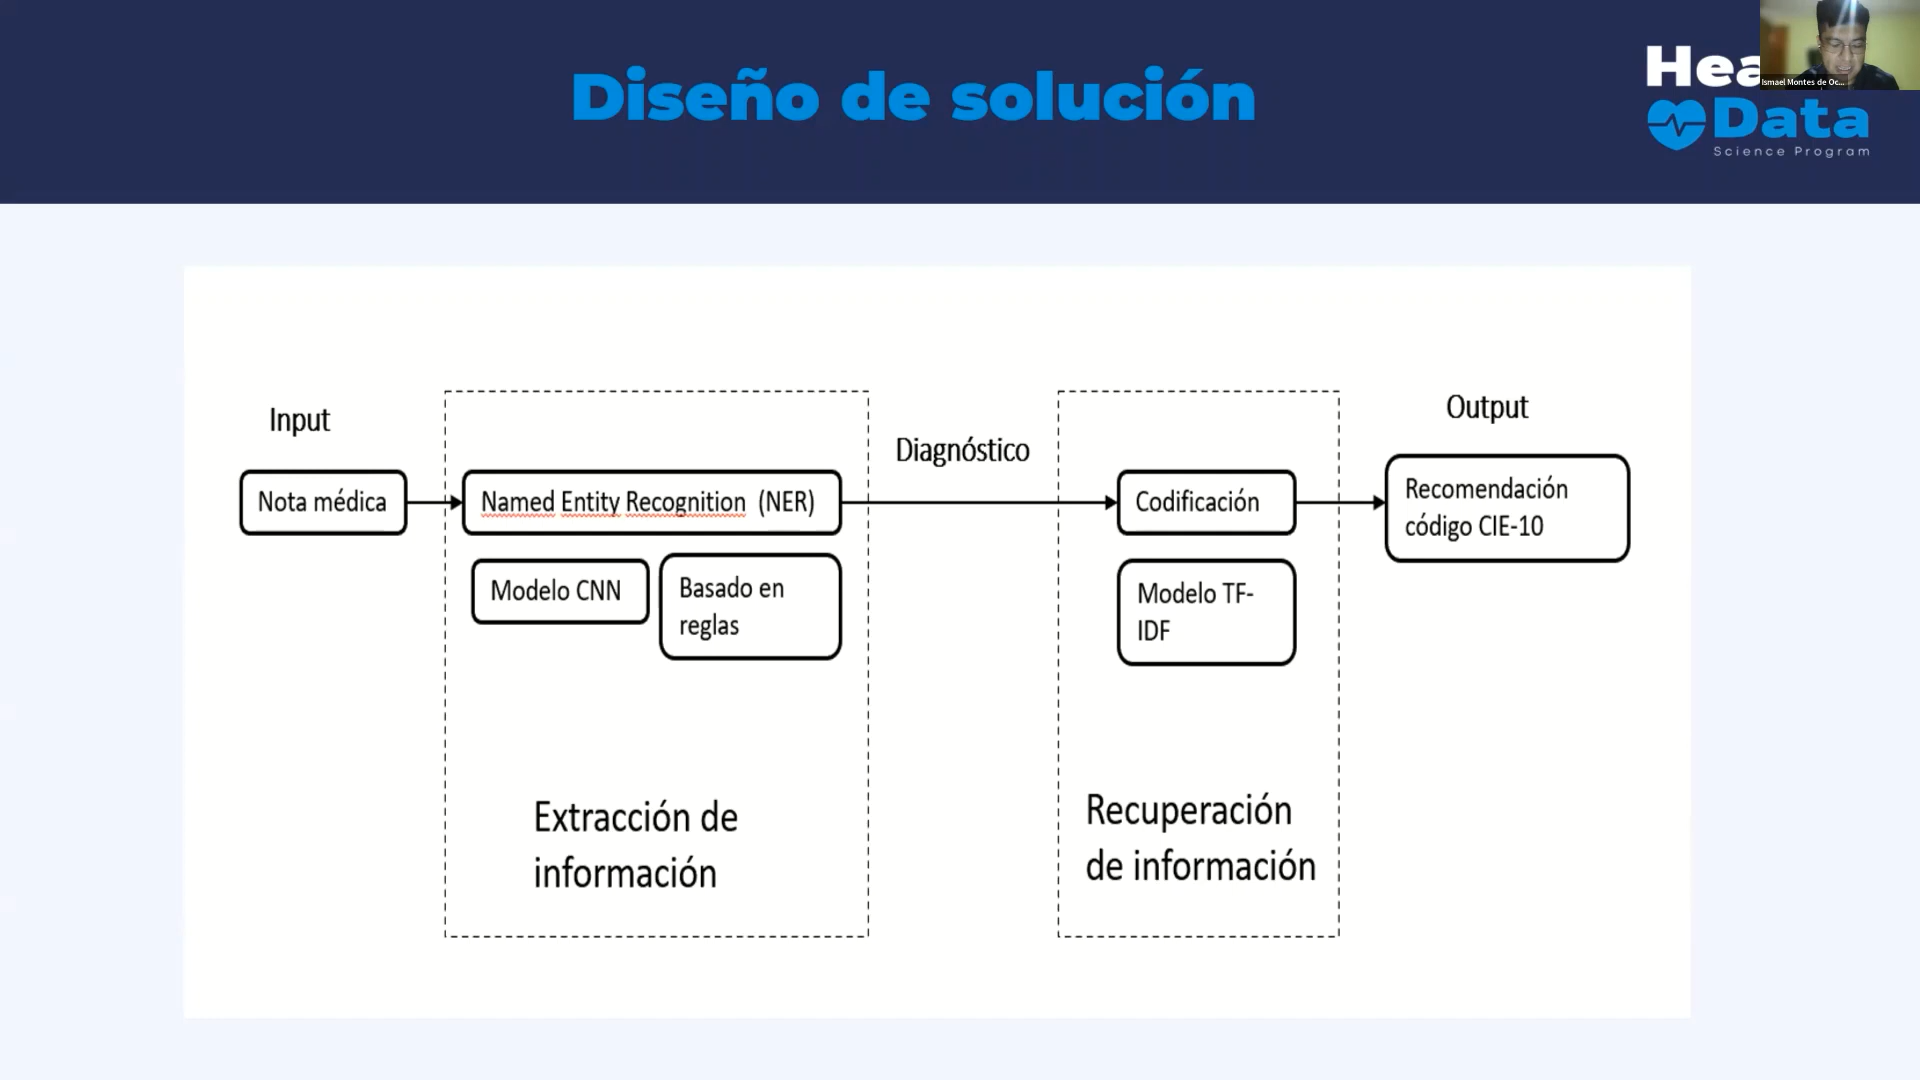 Diseño de solución
Hea
Ismael Montes de Oc...
Data
Science Program
Input
Nota médica
Named Entity Recognition (NER)
Modelo CNN
Basado en
reglas
Extracción de
información
Diagnóstico
Codificación
Modelo TF-
IDF
Recuperación
de información
Output
Recomendación
código CIE-10